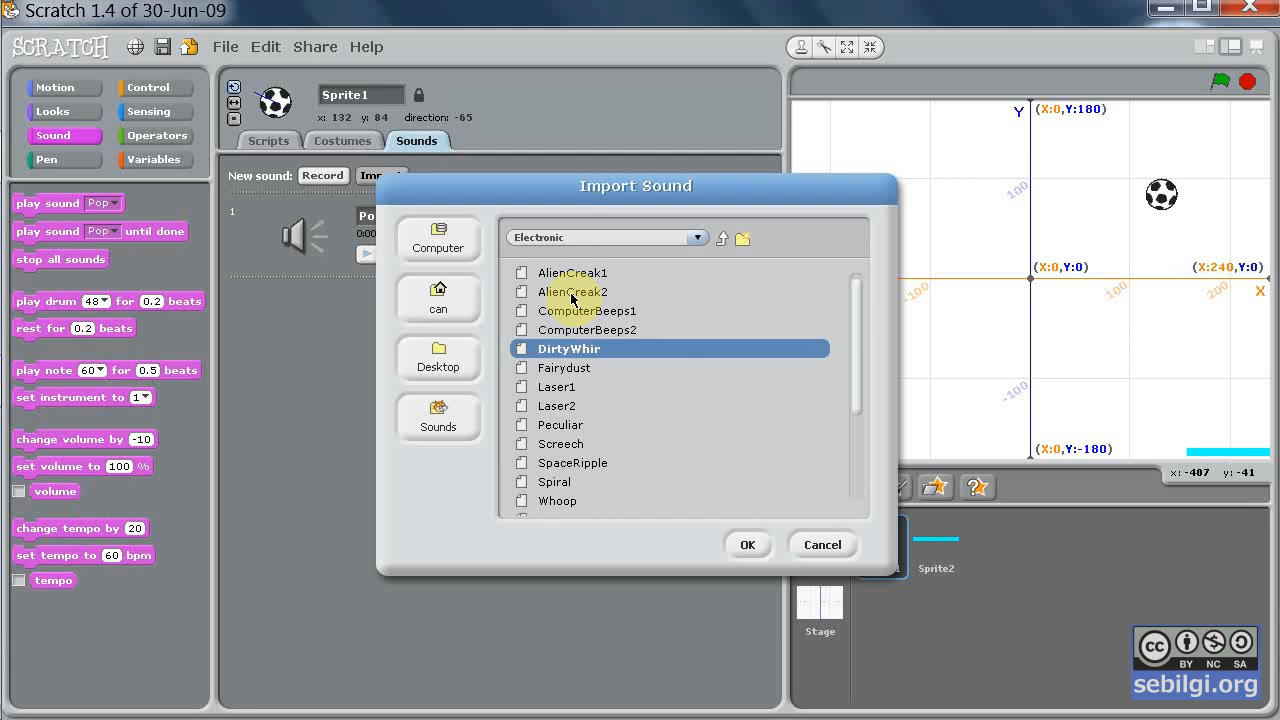 Scratch 1.4 of 30-Jun-09
SCRATCH
File Edit Share Help
Motion Control
Looks Sensing
Sound Operators
Pen Variables
play sound Pop
play sound Pop until done
stop all sounds
play drum 48 for 0.2 beats
rest for 0.2 beats
play note 60 for 0.5 beats
set instrument to 1
change volume by -10
set volume to 100 %
volume
change tempo by 20
set tempo to 60 bpm
tempo
Sprite1
x: 132 y: 84 direction: -65
Scripts Costumes Sounds
New sound: Record
1
Import Sound
Computer
can
Desktop
Sounds
Electronic
AlienCreak1
AlienCreak2
ComputerBeeps1
ComputerBeeps2
DirtyWhir
Fairydust
Laser1
Laser2
Peculiar
Screech
SpaceRipple
Spiral
Whoop
OK Cancel
Y (X:0,Y:180)
100
(X:0,Y:0) (X:240,Y:0)
-100 100 200 X
-100
(X:0,Y:-180)
x: -407 y: -41
Sprite2
Stage
cc
BY NC SA
sebilgi.org